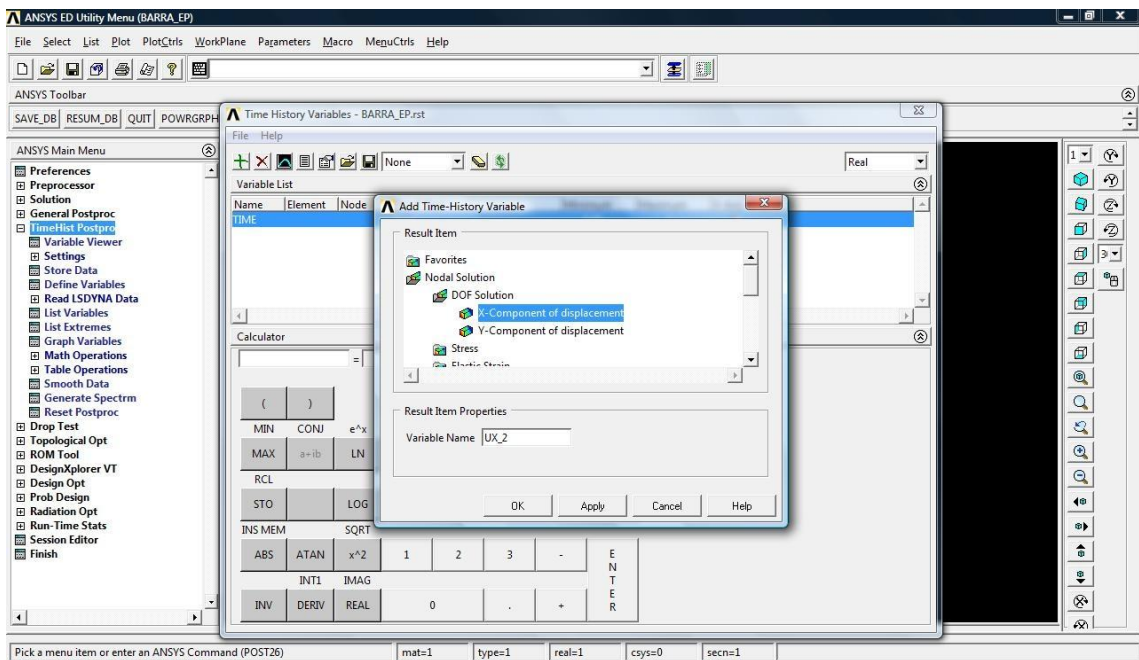 ANSYS ED Utility Menu (BARRA_EP)
File Select List Plot PlotCtrls WorkPlane Parameters Macro MenuCtrls Help
ANSYS Toolbar
SAVE_DB RESUM_DB QUIT POWRGRPH
ANSYS Main Menu
Preferences
Preprocessor
Solution
General Postproc
TimeHist Postpro
Variable Viewer
Settings
Store Data
Define Variables
Read LSDYNA Data
List Variables
List Extremes
Graph Variables
Math Operations
Table Operations
Smooth Data
Generate Spectrm
Reset Postproc
Drop Test
Topological Opt
ROM Tool
DesignXplorer VT
Design Opt
Prob Design
Radiation Opt
Run-Time Stats
Session Editor
Finish
Time History Variables - BARRA_EP.rst
File Help
None Real
Variable List
Name Element Node
TIME
Calculator
=
( )
MIN CONJ e^x
MAX a+ib LN
RCL
STO LOG
INS MEM SQRT
ABS ATAN x^2 1 2 3 -
INT1 IMAG
INV DERIV REAL 0 . +
E
N
T
E
R
Add Time-History Variable
Result Item
Favorites
Nodal Solution
DOF Solution
X-Component of displacement
Y-Component of displacement
Stress
Elastic Strain
Result Item Properties
Variable Name UX_2
OK Apply Cancel Help
1
Pick a menu item or enter an ANSYS Command (POST26) mat=1 type=1 real=1 csys=0 secn=1